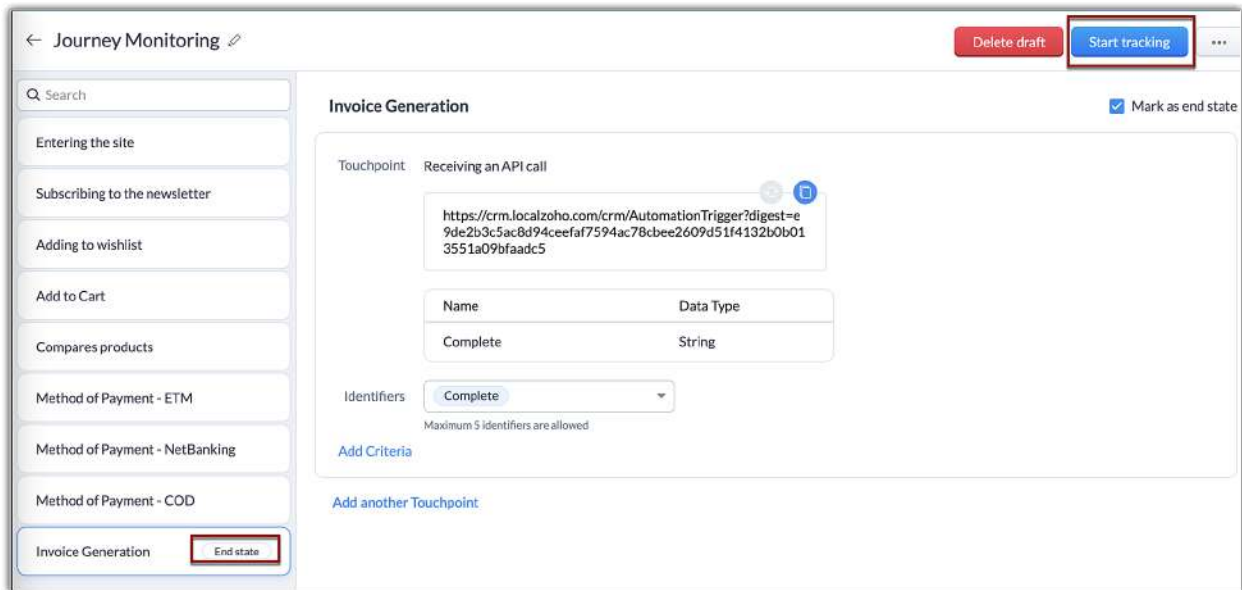 ← Journey Monitoring
Delete draft
Start tracking
•••
Search
Entering the site
Subscribing to the newsletter
Adding to wishlist
Add to Cart
Compares products
Method of Payment - ETM
Method of Payment - NetBanking
Method of Payment - COD
Invoice Generation
End state
Invoice Generation
Mark as end state
Touchpoint Receiving an API call
https://crm.localzoho.com/crm/AutomationTrigger?digest=e
9de2b3c5ac8d94ceefaf7594ac78cbee2609d51f4132b0b01
3551a09bfaadc5
Name Data Type
Complete String
Identifiers Complete
Maximum 5 identifiers are allowed
Add Criteria
Add another Touchpoint